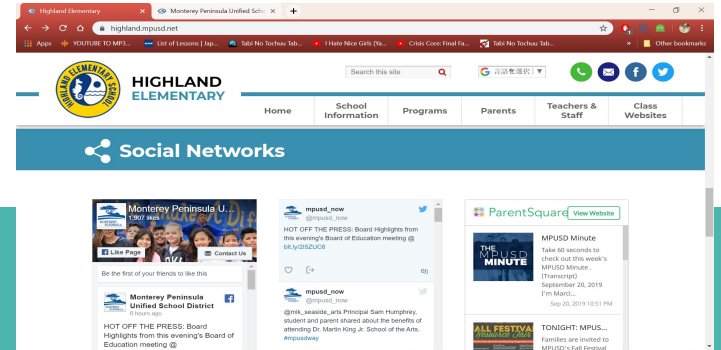 Highland Elementary
Monterey Peninsula Unified Scho
highland.mpusd.net
Apps
YOUTUBE TO MP3...
List of Lessons | Jap...
Tabi No Tochuu Tab...
I Hate Nice Girls (Ya...
Crisis Core: Final Fa...
Tabi No Tochuu Tab...
Other bookmarks
HIGHLAND ELEMENTARY SCHOOL
HIGHLAND
ELEMENTARY
Search this site
言語を選択
Home
School
Information
Programs
Parents
Teachers &
Staff
Class
Websites
Social Networks
Monterey Peninsula U...
1,907 likes
Like Page
Contact Us
Be the first of your friends to like this
Monterey Peninsula
Unified School District
6 hours ago
HOT OFF THE PRESS: Board
Highlights from this evening's Board of
Education meeting @
mpusd_now
@mpusd_now
HOT OFF THE PRESS: Board Highlights from
this evening's Board of Education meeting @
bit.ly/2I5ZUC6
6h
mpusd_now
@mpusd_now
@mlk_seaside_arts Principal Sam Humphrey,
student and parent shared about the benefits of
attending Dr. Martin King Jr. School of the Arts.
#mpusdway
ParentSquare
View Website
THE
MPUSD
MINUTE
MPUSD Minute
Take 60 seconds to
check out this week's
MPUSD Minute .
(Transcript)
September 20, 2019
I'm Marci...
Sep 20, 2019 10:51 PM
FALL FESTIVAL
Resource Fair
TONIGHT: MPUS...
Families are invited to
MPUSD's Fall Festival